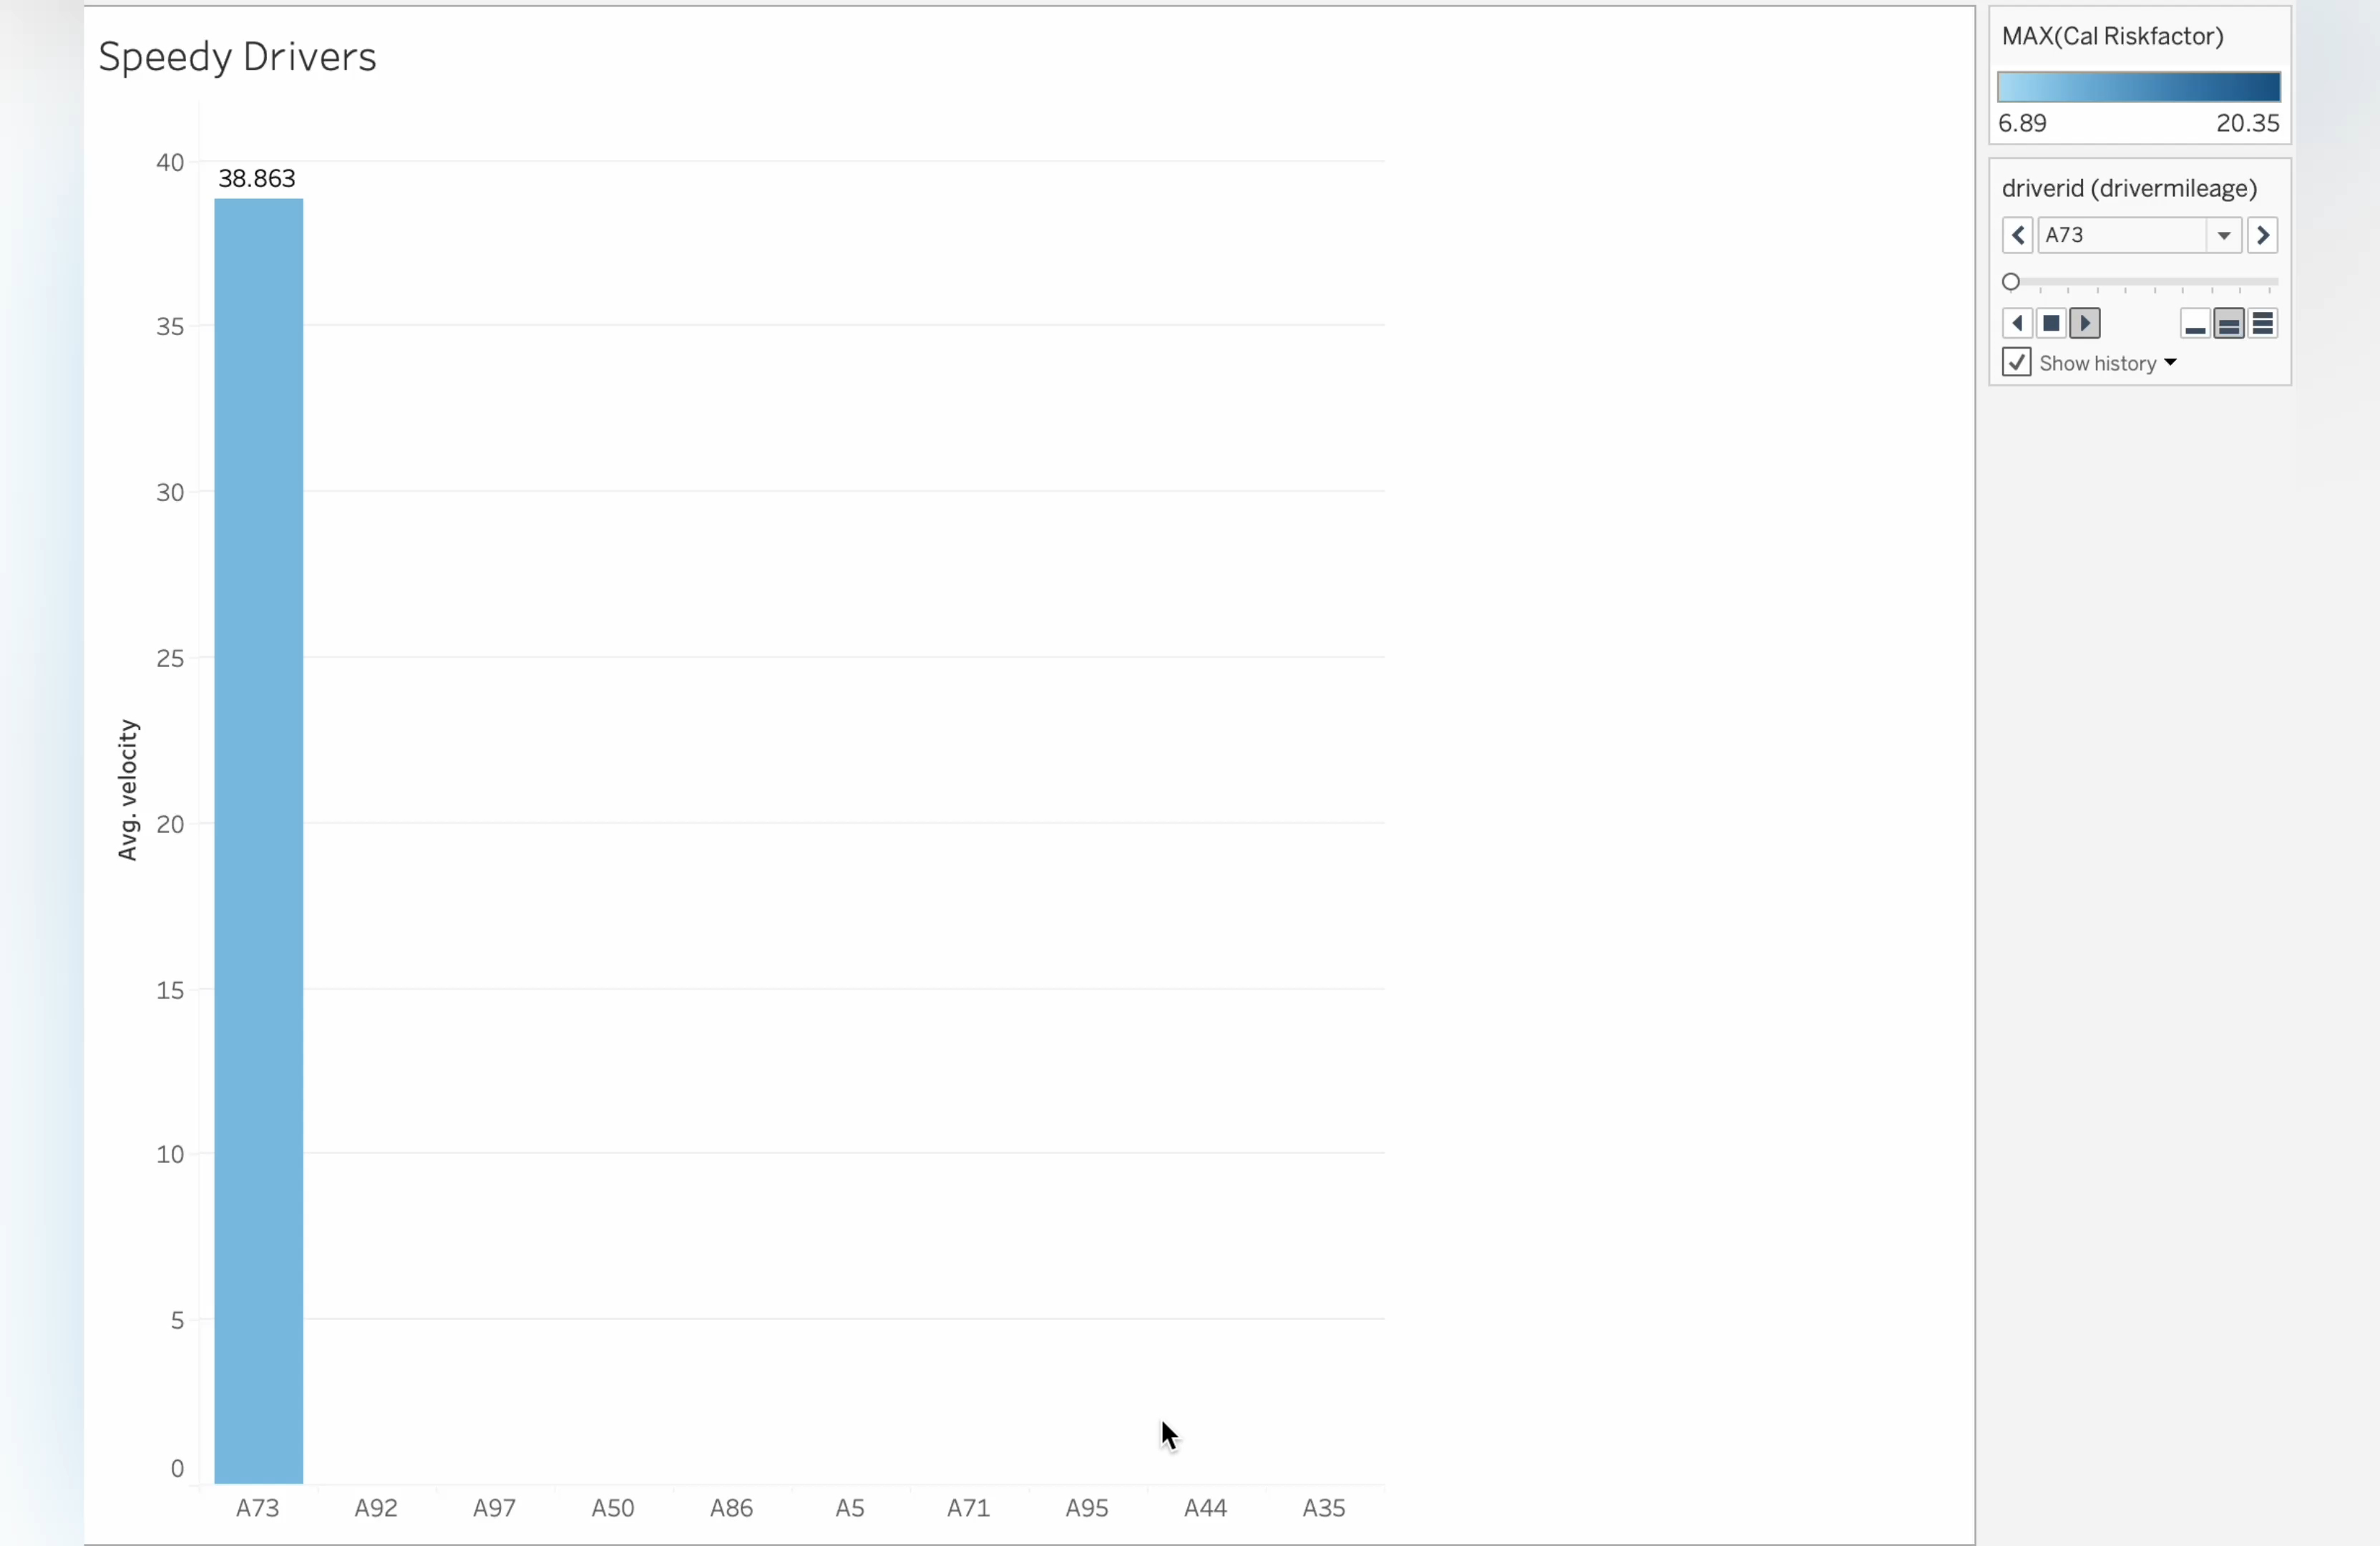 Speedy Drivers
40
38.863
35
30
25
20
15
10
5
0
Avg. velocity
A73 A92 A97 A50 A86 A5 A71 A95 A44 A35
MAX(Cal Riskfactor)
6.89 20.35
driverid (drivermileage)
A73
Show history